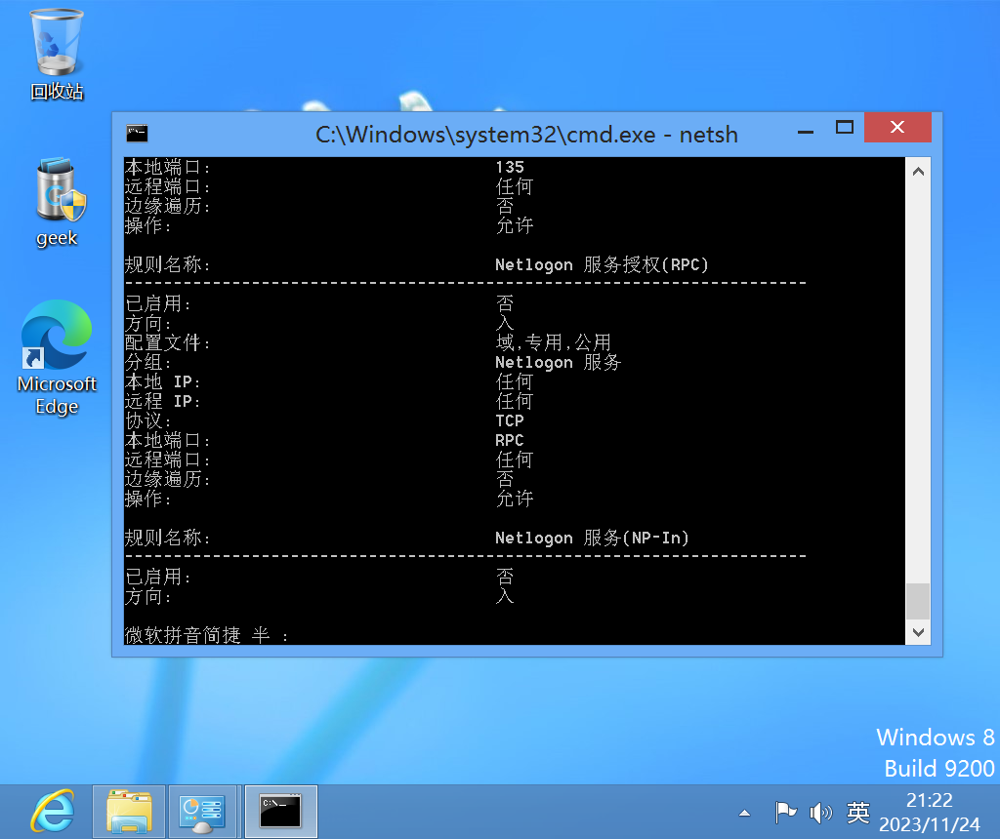 回收站
geek
Microsoft
Edge
C:\Windows\system32\cmd.exe - netsh
本地端口: 135
远程端口: 任何
边缘遍历: 否
操作: 允许
规则名称: Netlogon 服务授权(RPC)
----------------------------------------------------------------------
已启用: 否
方向: 入
配置文件: 域,专用,公用
分组: Netlogon 服务
本地 IP: 任何
远程 IP: 任何
协议: TCP
本地端口: RPC
远程端口: 任何
边缘遍历: 否
操作: 允许
规则名称: Netlogon 服务(NP-In)
----------------------------------------------------------------------
已启用: 否
方向: 入
微软拼音简捷 半 :
Windows 8
Build 9200
英
21:22
2023/11/24